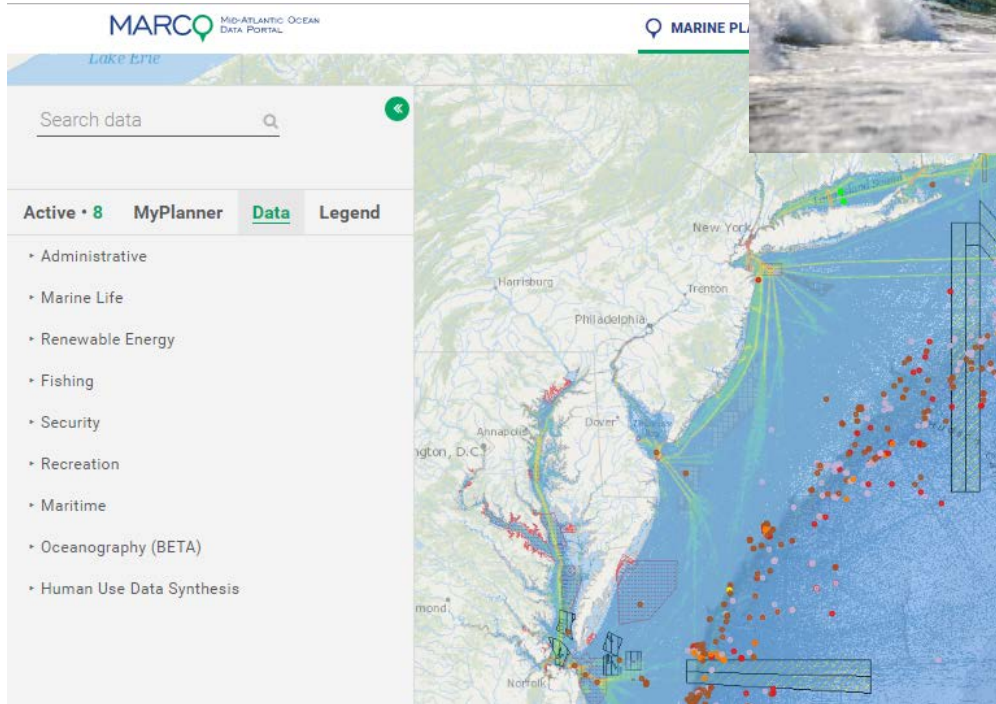 MARCO MID-ATLANTIC OCEAN
DATA PORTAL
MARINE PL
Lake Erie
Search data
Active • 8 MyPlanner Data Legend
Administrative
Marine Life
Renewable Energy
Fishing
Security
Recreation
Maritime
Oceanography (BETA)
Human Use Data Synthesis
New York
Harrisburg
Trenton
Philadelphia
Dover
Annapolis
ngton, D.C.
mond
Norfolk